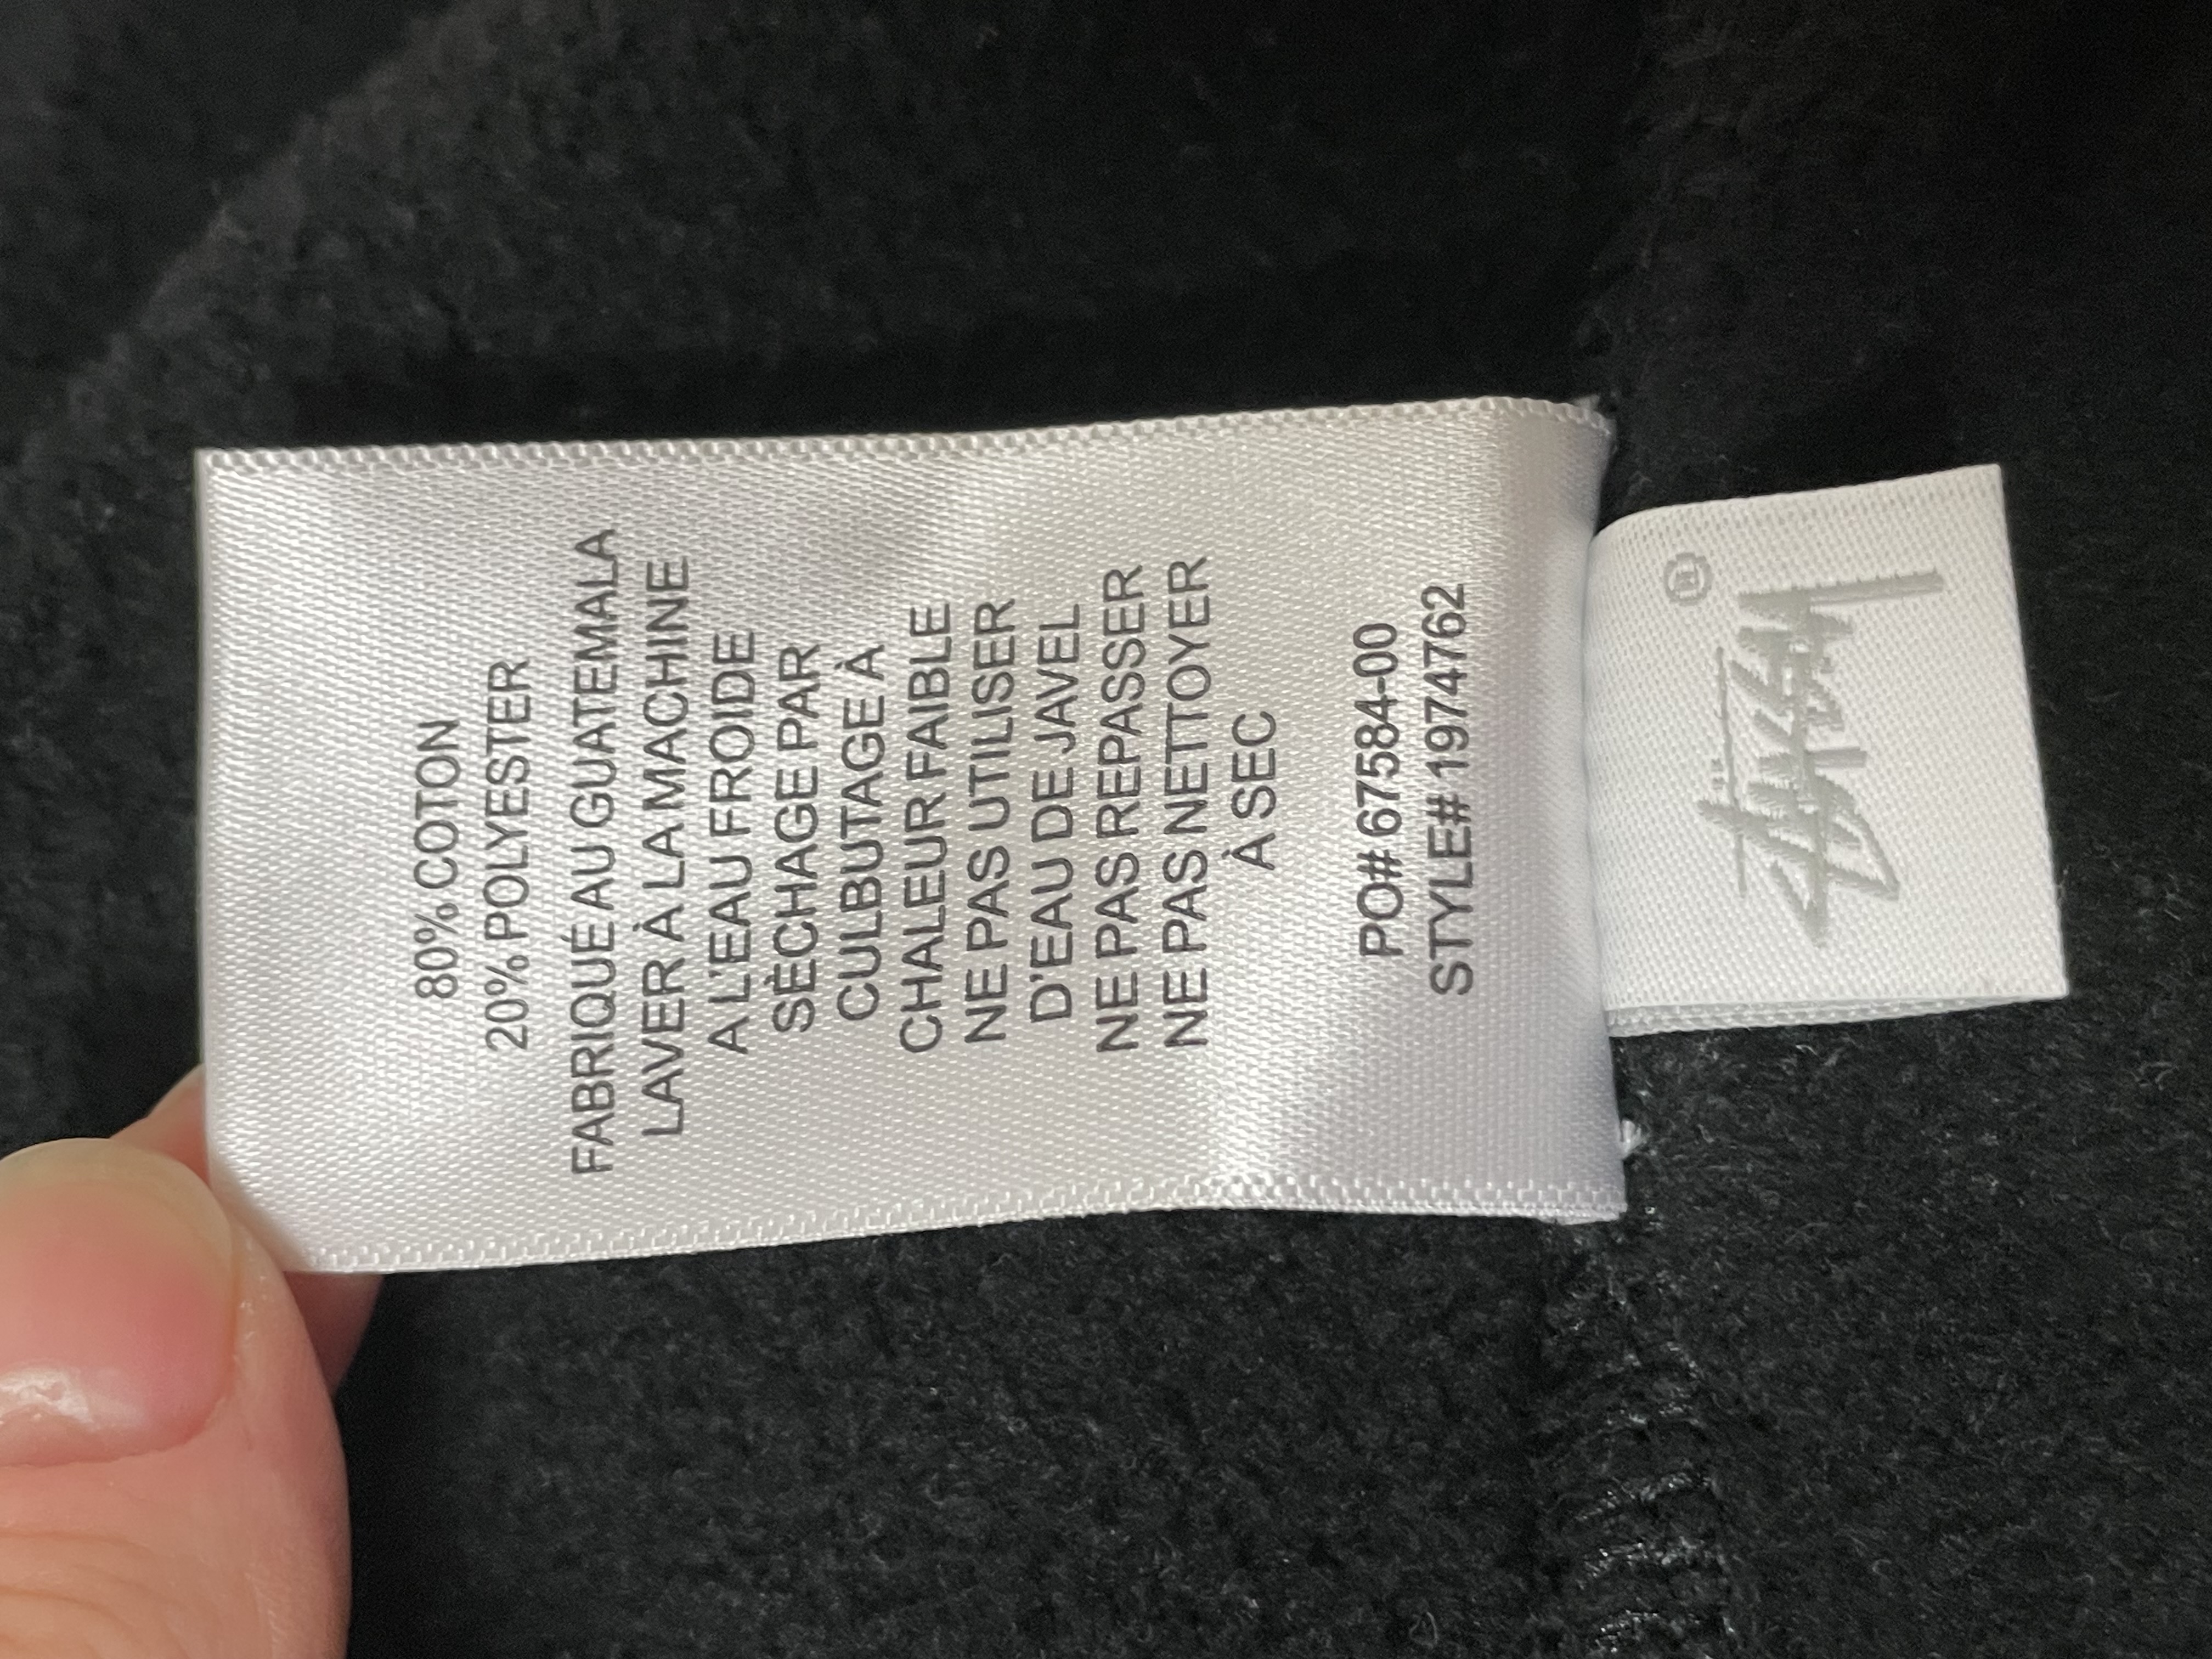 80% COTON
20% POLYESTER
FABRIQUÉ AU GUATEMALA
LAVER À LA MACHINE
A L'EAU FROIDE
SÈCHAGE PAR
CULBUTAGE À
CHALEUR FAIBLE
NE PAS UTILISER
D'EAU DE JAVEL
NE PAS REPASSER
NE PAS NETTOYER
À SEC
PO# 67584-00
STYLE# 1974762
Stüssy ®